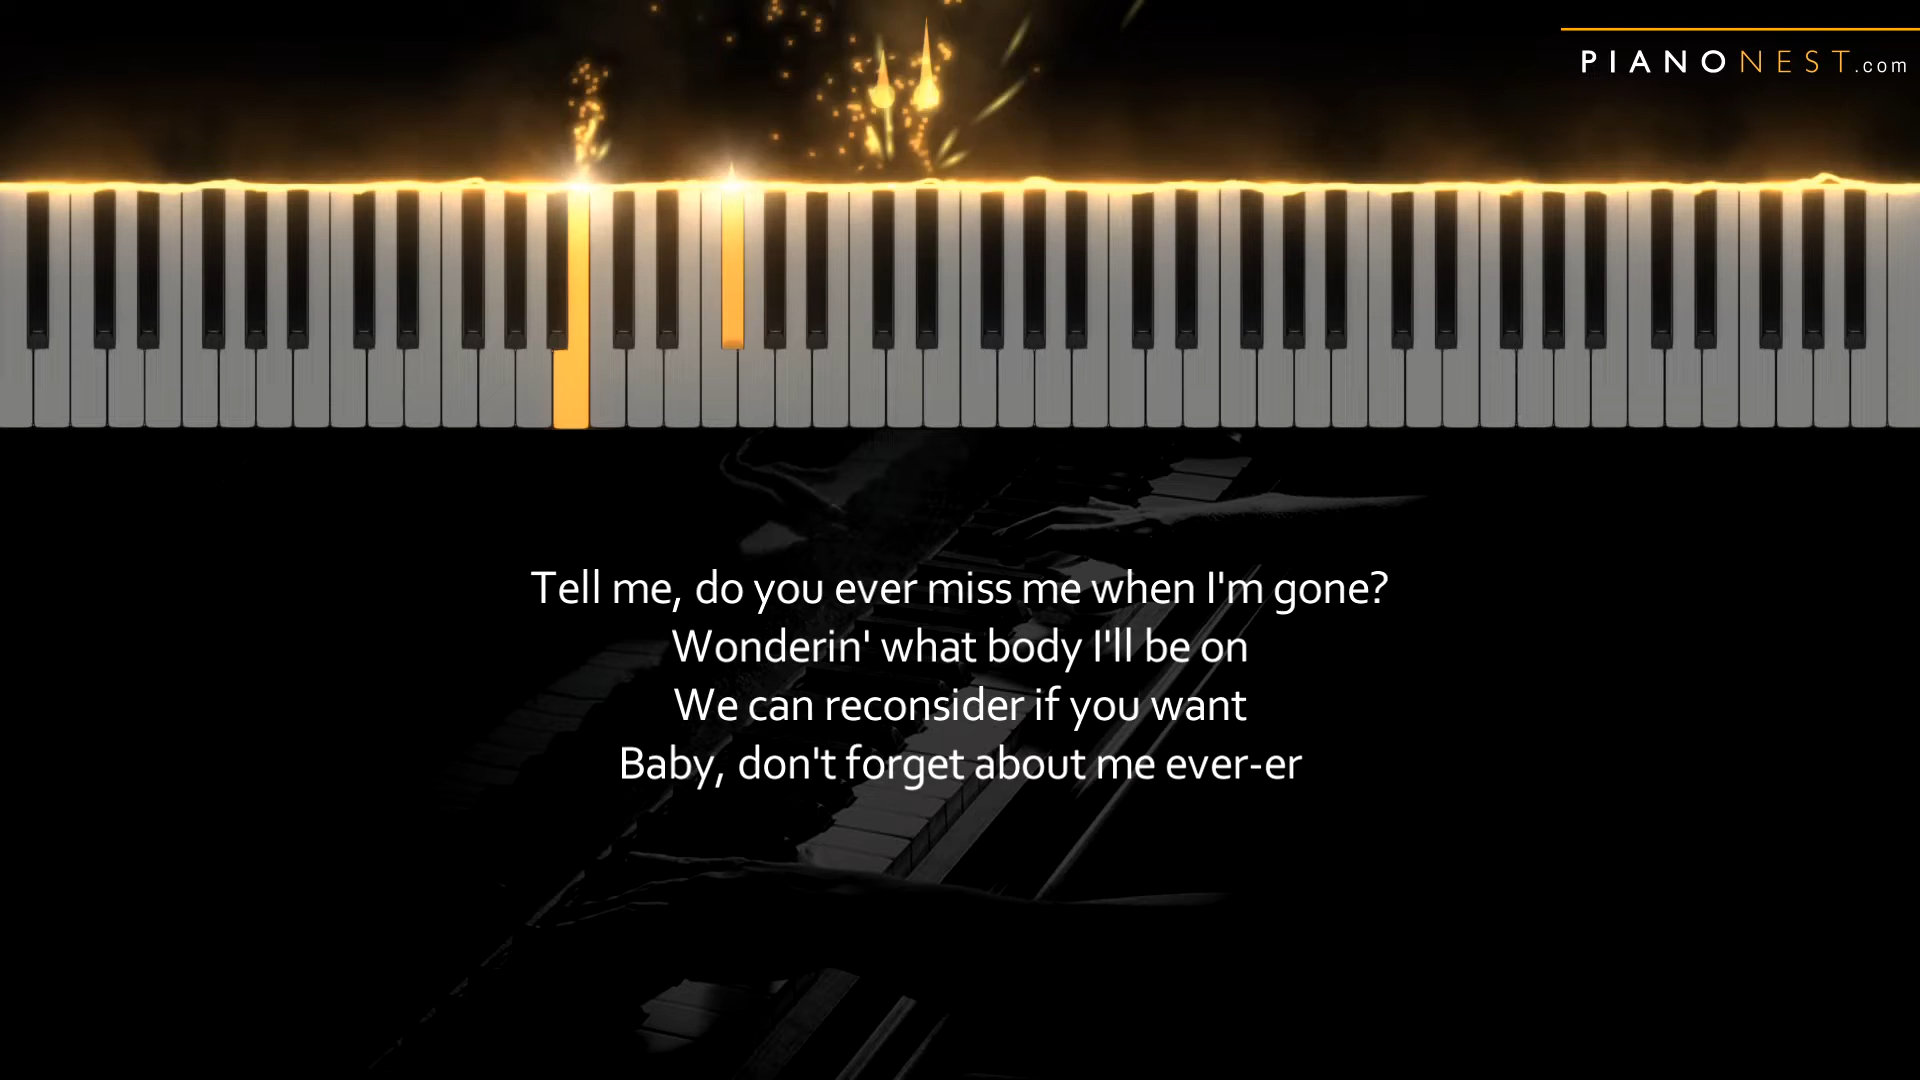 PIANONEST.com
Tell me, do you ever miss me when I'm gone?
Wonderin' what body I'll be on
We can reconsider if you want
Baby, don't forget about me ever-er